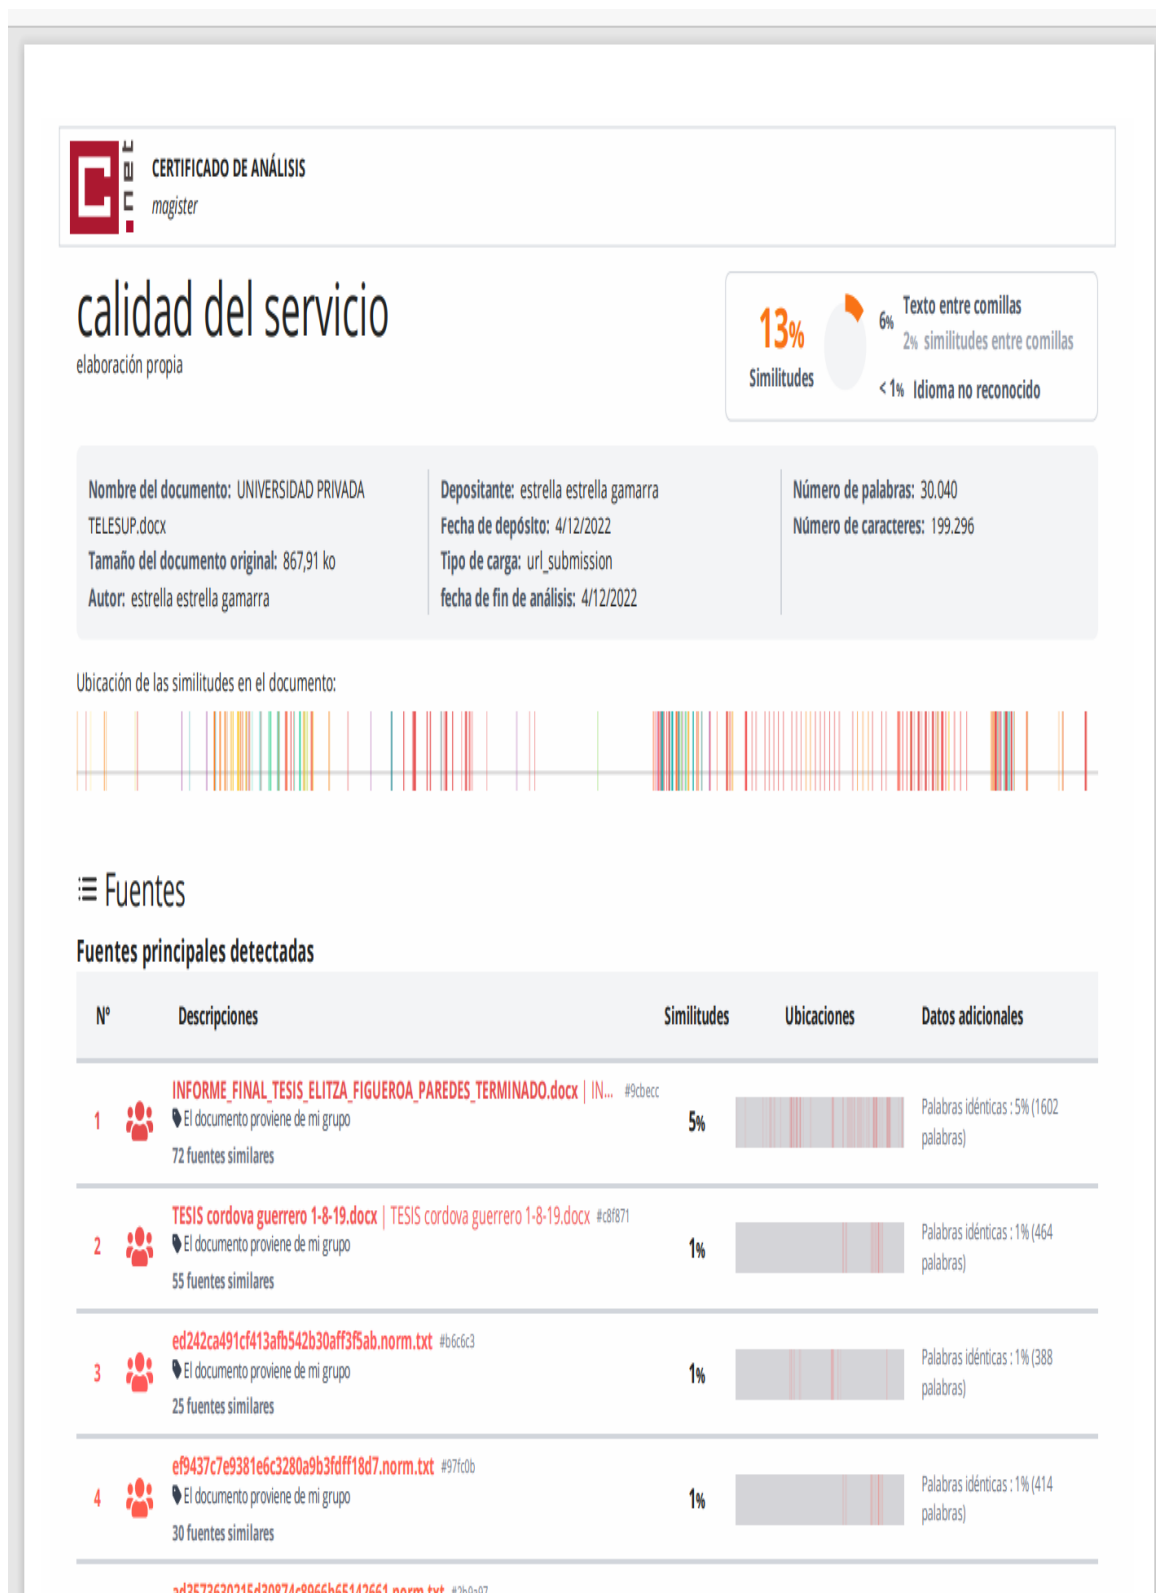 C
.net
CERTIFICADO DE ANÁLISIS
magister
calidad del servicio
elaboración propia
13%
Similitudes
6%
Texto entre comillas
2% similitudes entre comillas
< 1% Idioma no reconocido
Nombre del documento: UNIVERSIDAD PRIVADA
TELESUP.docx
Tamaño del documento original: 867,91 ko
Autor: estrella estrella gamarra
Depositante: estrella estrella gamarra
Fecha de depósito: 4/12/2022
Tipo de carga: url_submission
fecha de fin de análisis: 4/12/2022
Número de palabras: 30.040
Número de caracteres: 199.296
Ubicación de las similitudes en el documento:
Fuentes
Fuentes principales detectadas
Nº Descripciones Similitudes Ubicaciones Datos adicionales
INFORME_FINAL_TESIS_ELITZA_FIGUEROA_PAREDES_TERMINADO.docx | IN... #9cbecc
1 El documento proviene de mi grupo 5% Palabras idénticas : 5% (1602
palabras)
72 fuentes similares
TESIS cordova guerrero 1-8-19.docx | TESIS cordova guerrero 1-8-19.docx #c8f871
2 El documento proviene de mi grupo 1% Palabras idénticas : 1% (464
palabras)
55 fuentes similares
ed242ca491cf413afb542b30aff3f5ab.norm.txt #b6c6c3
3 El documento proviene de mi grupo 1% Palabras idénticas : 1% (388
palabras)
25 fuentes similares
ef9437c7e9381e6c3280a9b3fdff18d7.norm.txt #97fc0b
4 El documento proviene de mi grupo 1% Palabras idénticas : 1% (414
palabras)
30 fuentes similares